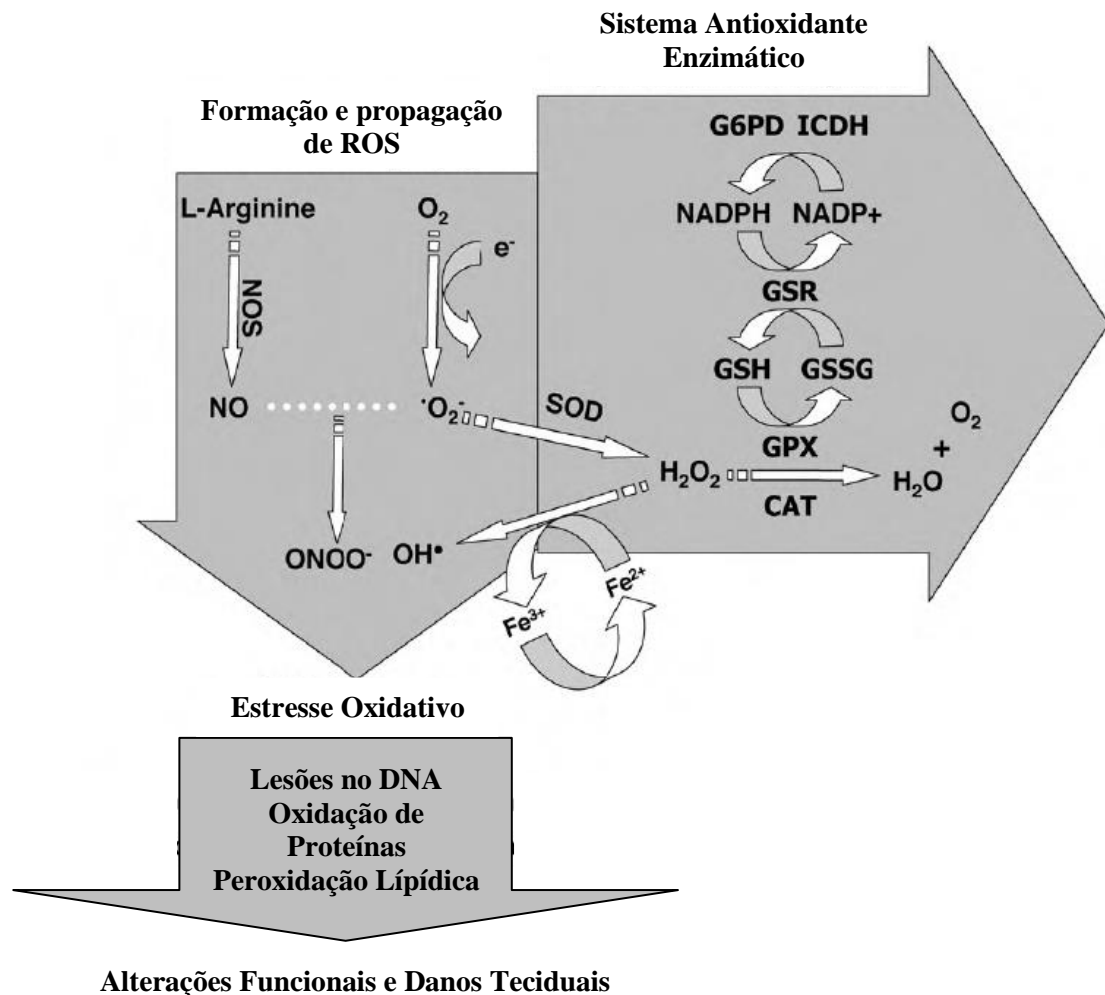 Sistema Antioxidante
Enzimático
Formação e propagação
de ROS
G6PD ICDH
L-Arginine
O₂
NADPH NADP+
e⁻
GSR
NOS
GSH GSSG
NO
•O₂⁻
SOD
O₂
GPX
+
H₂O₂
H₂O
CAT
ONOO⁻ OH•
Fe²⁺
Fe³⁺
Estresse Oxidativo
Lesões no DNA
Oxidação de
Proteínas
Peroxidação Lípídica
Alterações Funcionais e Danos Teciduais